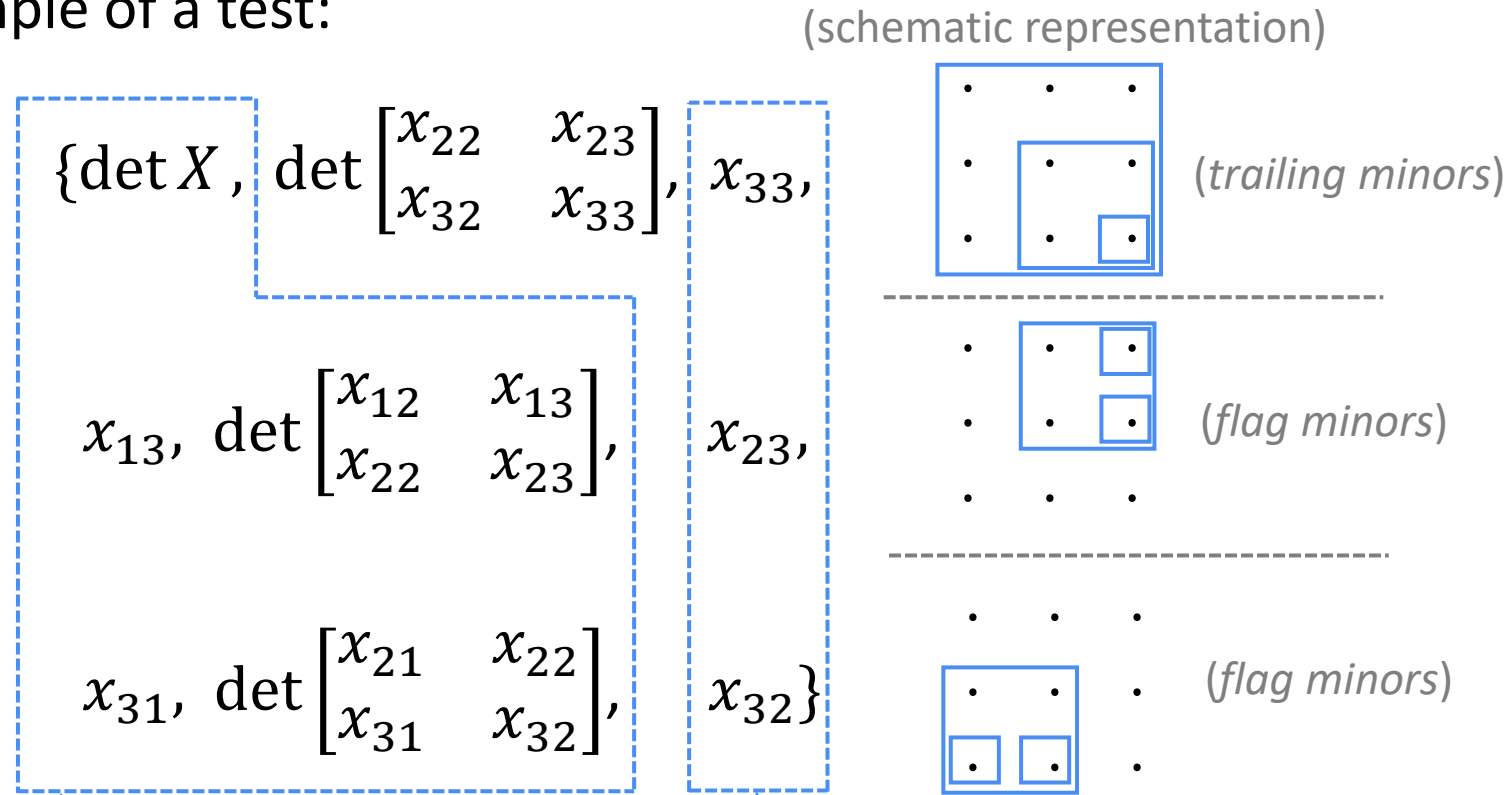 ple of a test:
(schematic representation)
{det X , det [x₂₂ x₂₃; x₃₂ x₃₃], x₃₃,
(trailing minors)
x₁₃, det [x₁₂ x₁₃; x₂₂ x₂₃], x₂₃,
(flag minors)
x₃₁, det [x₂₁ x₂₂; x₃₁ x₃₂], x₃₂}
(flag minors)